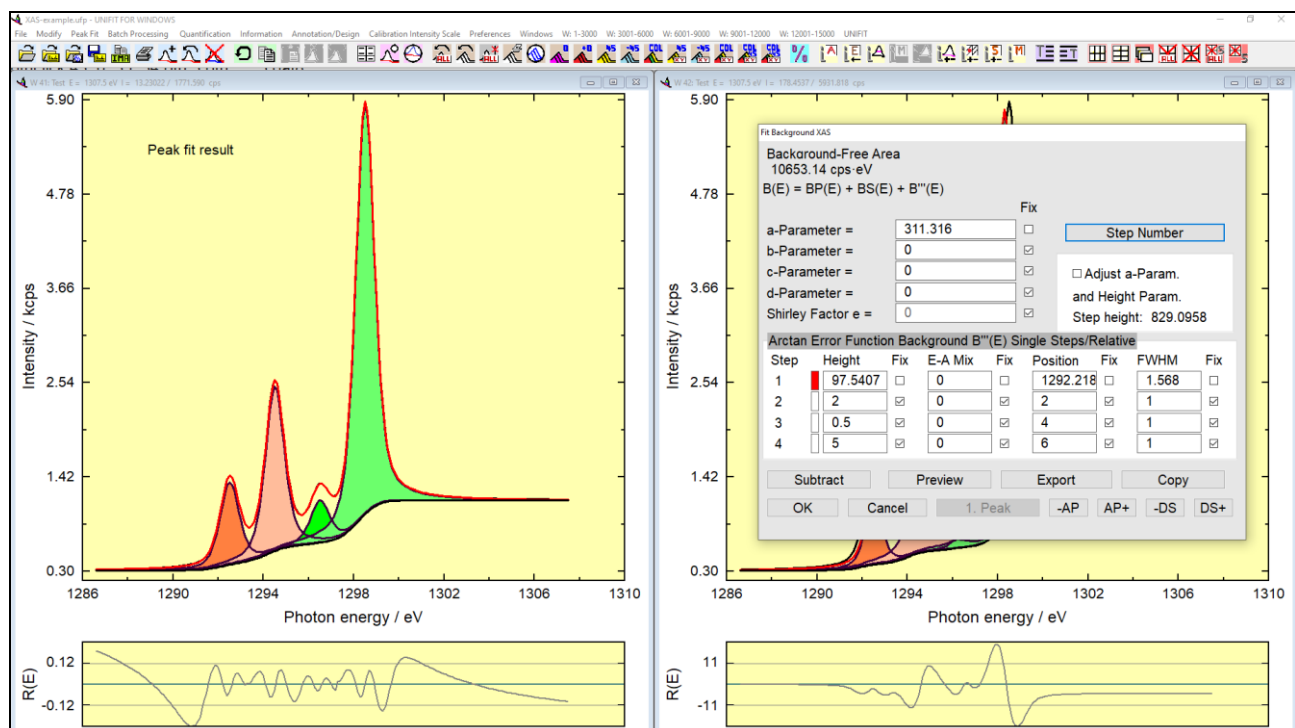 XAS-example.ufp - UNIFIT FOR WINDOWS
File Modify Peak Fit Batch Processing Quantification Information Annotation/Design Calibration Intensity Scale Preferences Windows W: 1-3000 W: 3001-6000 W: 6001-9000 W: 9001-12000 W: 12001-15000 UNIFIT
W 41: Test E = 1307.5 eV I = 13.23022 / 1771.590 cps
5.90
4.78
3.66
2.54
1.42
0.30
Intensity / kcps
Peak fit result
1286 1290 1294 1298 1302 1306 1310
Photon energy / eV
0.12
-0.12
R(E)
W 42: Test E = 1307.5 eV I = 178.4537 / 5931.818 cps
5.90
4.78
3.66
2.54
1.42
0.30
Intensity / kcps
1286 1290 1294 1298 1302 1306 1310
Photon energy / eV
11
-11
R(E)
Fit Background XAS
Background-Free Area
10653.14 cps·eV
B(E) = BP(E) + BS(E) + B'''(E)
Fix
a-Parameter = 311.316
b-Parameter = 0
c-Parameter = 0
d-Parameter = 0
Shirley Factor e = 0
Step Number
Adjust a-Param.
and Height Param.
Step height: 829.0958
Arctan Error Function Background B'''(E) Single Steps/Relative
Step Height Fix E-A Mix Fix Position Fix FWHM Fix
1 97.5407 0 1292.218 1.568
2 2 0 2 1
3 0.5 0 4 1
4 5 0 6 1
Subtract Preview Export Copy
OK Cancel 1. Peak -AP AP+ -DS DS+